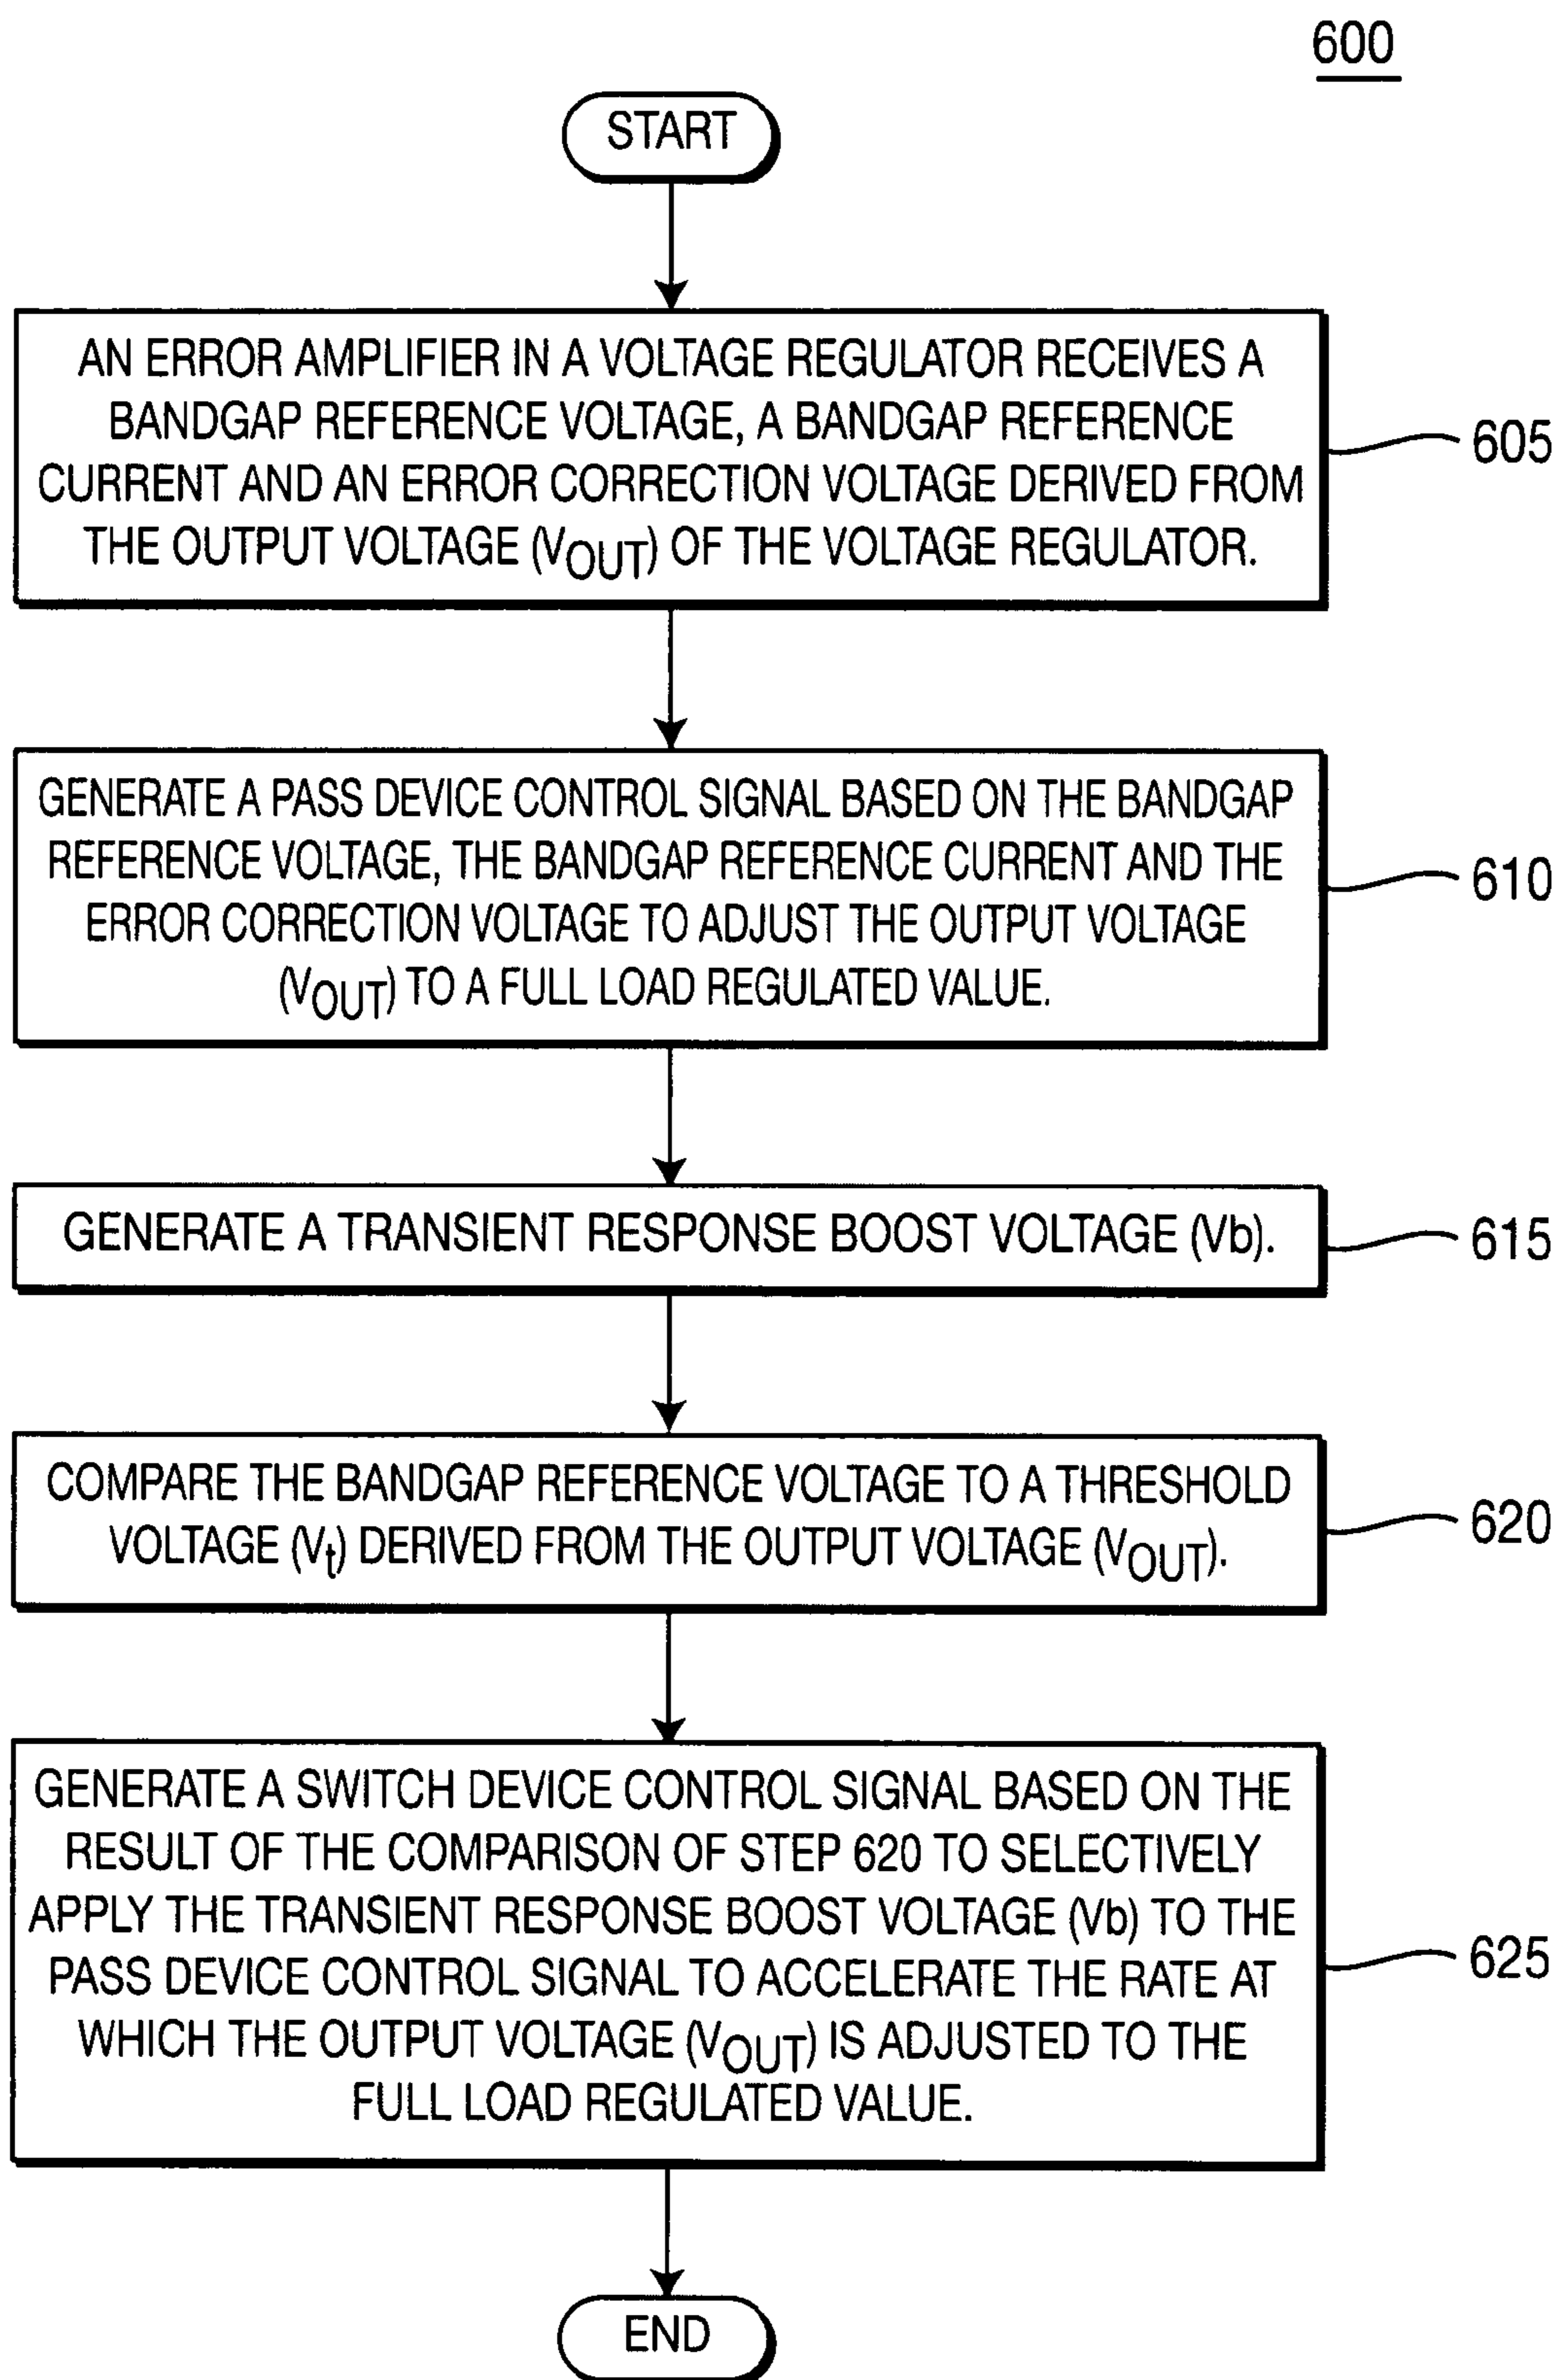 600
START
AN ERROR AMPLIFIER IN A VOLTAGE REGULATOR RECEIVES A
BANDGAP REFERENCE VOLTAGE, A BANDGAP REFERENCE
CURRENT AND AN ERROR CORRECTION VOLTAGE DERIVED FROM
THE OUTPUT VOLTAGE (VOUT) OF THE VOLTAGE REGULATOR.
605
GENERATE A PASS DEVICE CONTROL SIGNAL BASED ON THE BANDGAP
REFERENCE VOLTAGE, THE BANDGAP REFERENCE CURRENT AND THE
ERROR CORRECTION VOLTAGE TO ADJUST THE OUTPUT VOLTAGE
(VOUT) TO A FULL LOAD REGULATED VALUE.
610
GENERATE A TRANSIENT RESPONSE BOOST VOLTAGE (Vb).
615
COMPARE THE BANDGAP REFERENCE VOLTAGE TO A THRESHOLD
VOLTAGE (Vt) DERIVED FROM THE OUTPUT VOLTAGE (VOUT).
620
GENERATE A SWITCH DEVICE CONTROL SIGNAL BASED ON THE
RESULT OF THE COMPARISON OF STEP 620 TO SELECTIVELY
APPLY THE TRANSIENT RESPONSE BOOST VOLTAGE (Vb) TO THE
PASS DEVICE CONTROL SIGNAL TO ACCELERATE THE RATE AT
WHICH THE OUTPUT VOLTAGE (VOUT) IS ADJUSTED TO THE
FULL LOAD REGULATED VALUE.
625
END